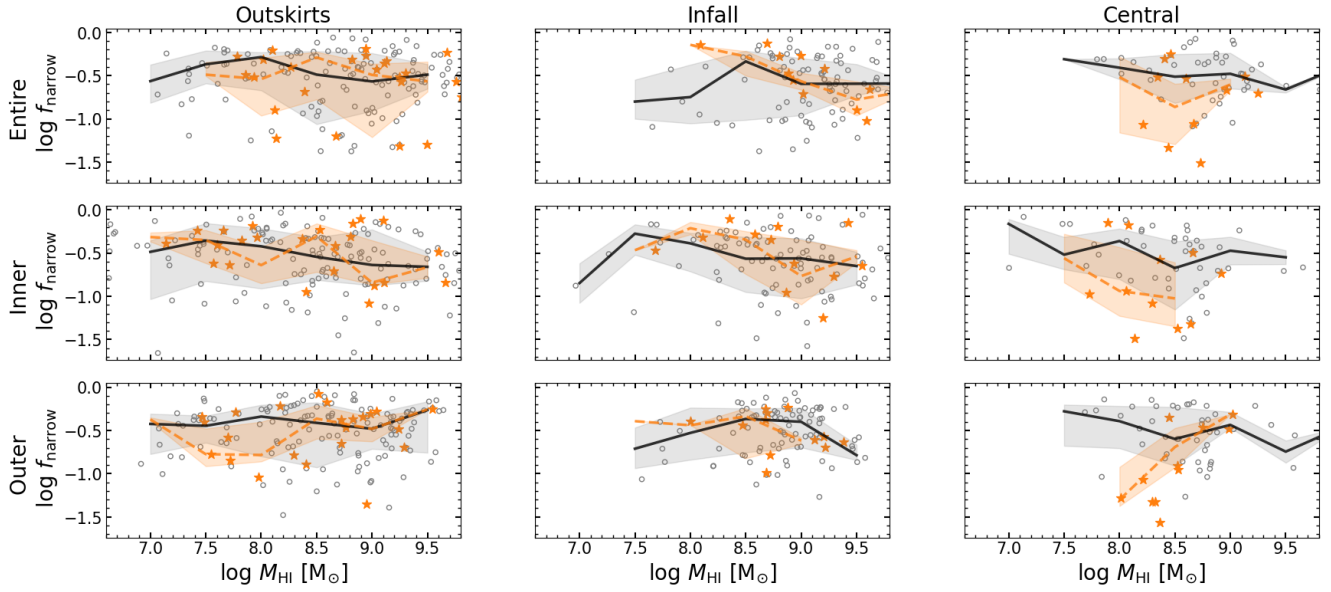 Outskirts Infall Central
Entire
log f_narrow
0.0
−0.5
−1.0
−1.5
Inner
log f_narrow
0.0
−0.5
−1.0
−1.5
Outer
log f_narrow
0.0
−0.5
−1.0
−1.5
7.0 7.5 8.0 8.5 9.0 9.5 7.0 7.5 8.0 8.5 9.0 9.5 7.0 7.5 8.0 8.5 9.0 9.5
log M_HI [M_⊙] log M_HI [M_⊙] log M_HI [M_⊙]